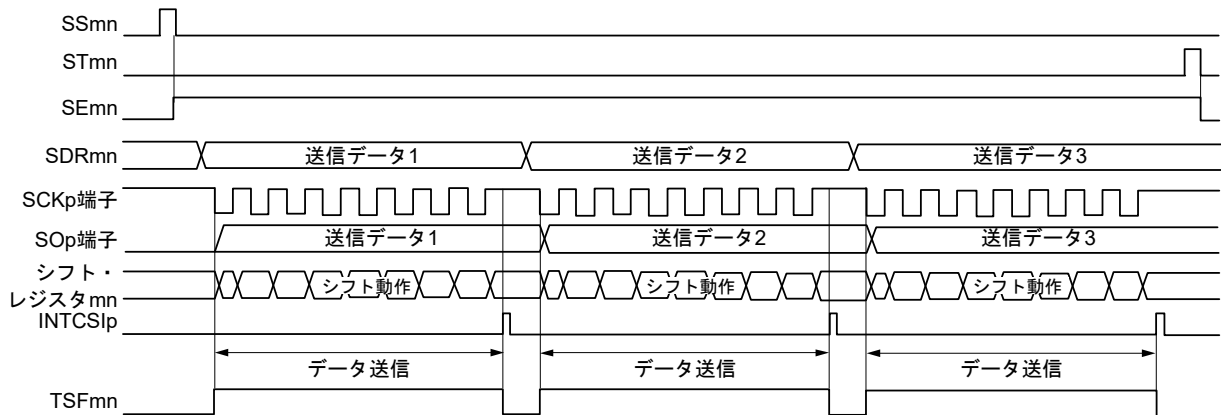 SSmn
STmn
SEmn
SDRmn 送信データ1 送信データ2 送信データ3
SCKp端子
SOp端子 送信データ1 送信データ2 送信データ3
シフト・
レジスタmn シフト動作 シフト動作 シフト動作
INTCSIp
データ送信 データ送信 データ送信
TSFmn